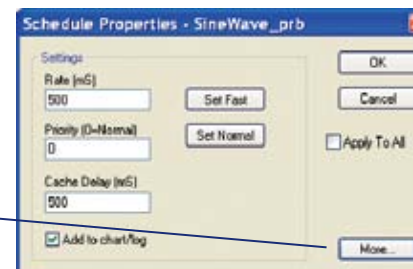 Schedule Properties - SineWave_prb
Settings
Rate (mS)
500
Set Fast
Priority (0=Normal)
0
Set Normal
Cache Delay (mS)
500
Add to chart/log
OK
Cancel
Apply To All
More...